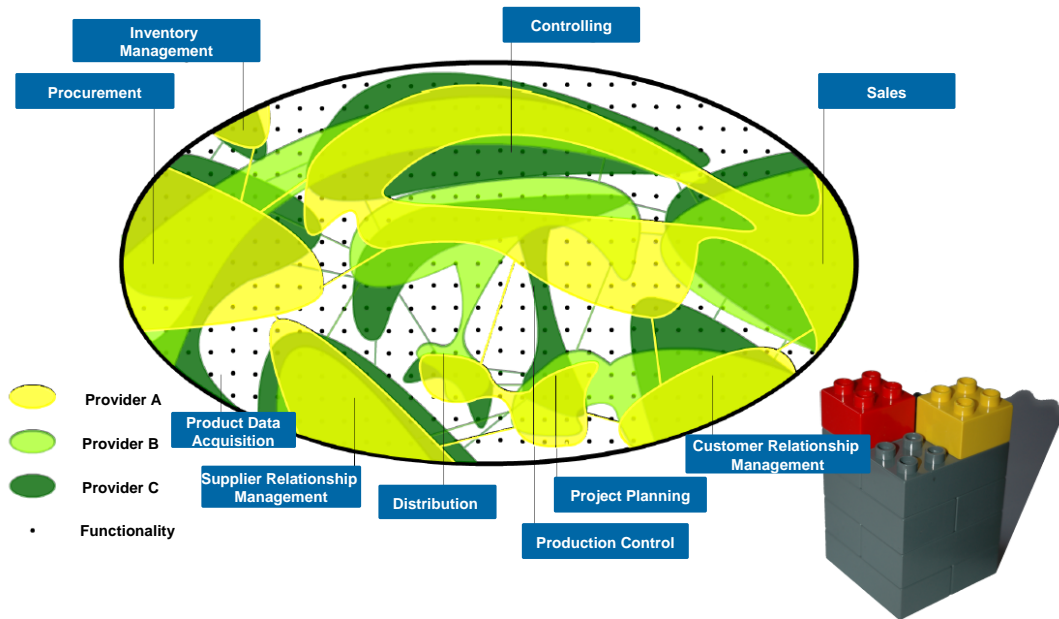 Inventory
Management
Controlling
Procurement
Sales
Provider A
Provider B
Provider C
Functionality
Product Data
Acquisition
Supplier Relationship
Management
Distribution
Project Planning
Production Control
Customer Relationship
Management